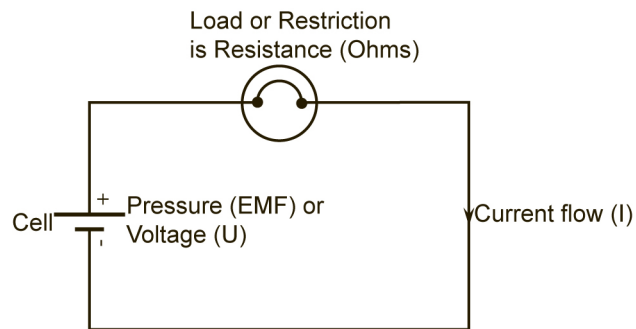 Load or Restriction
is Resistance (Ohms)
+
Cell
Pressure (EMF) or
Voltage (U)
-
Current flow (I)